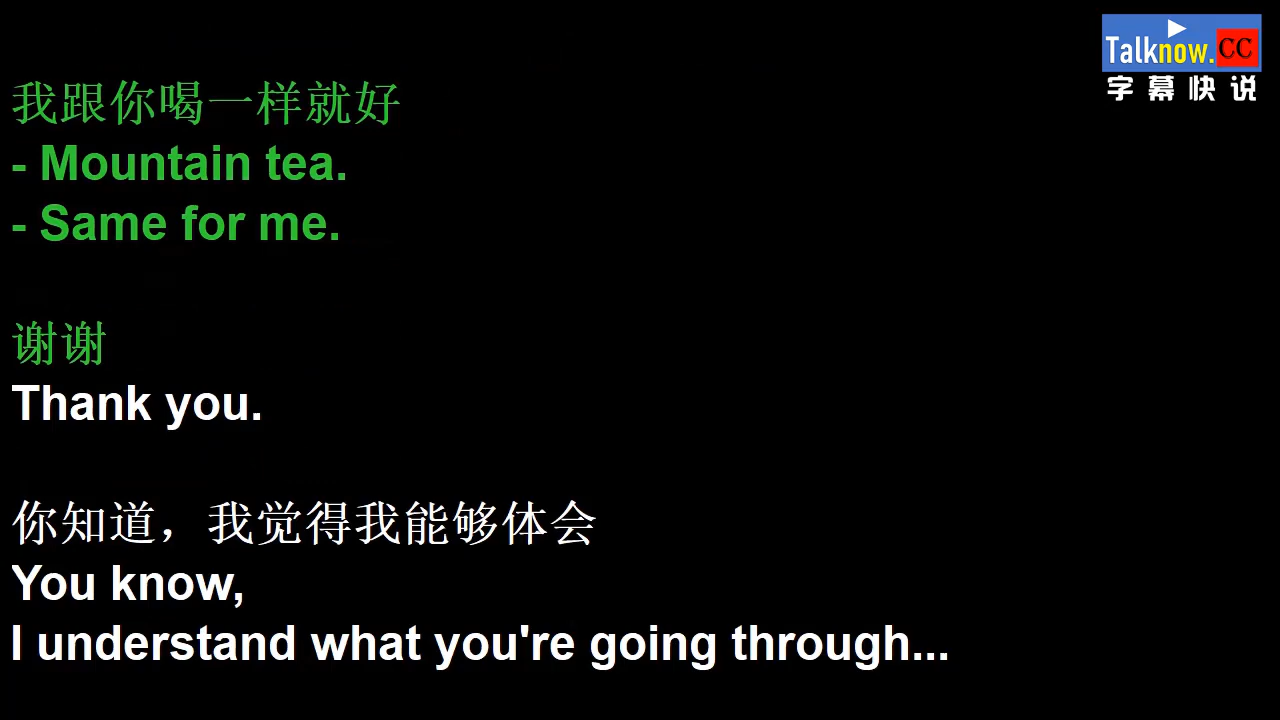 Talknow.CC
字幕快说
我跟你喝一样就好
- Mountain tea.
- Same for me.
谢谢
Thank you.
你知道，我觉得我能够体会
You know,
I understand what you're going through...